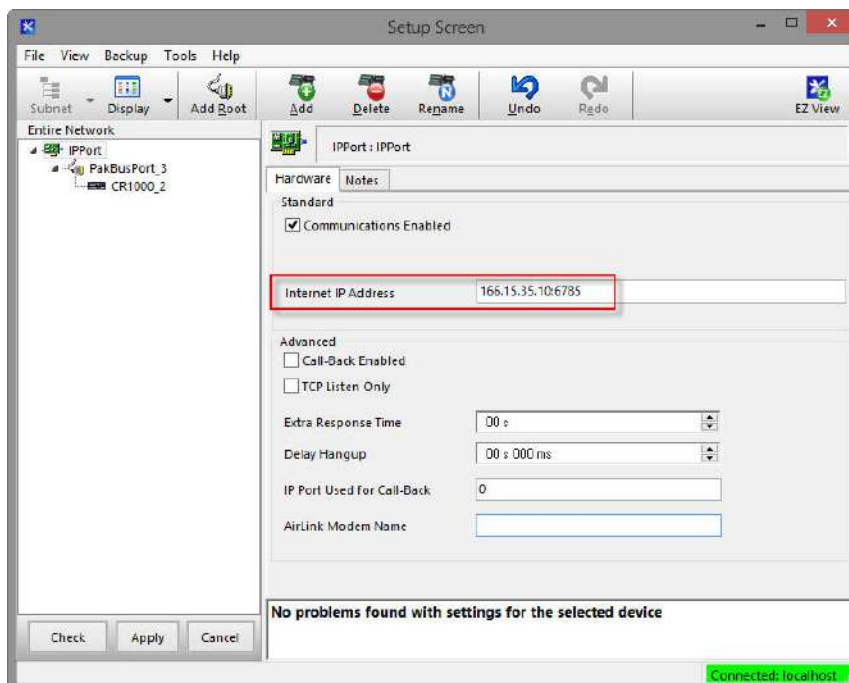 Setup Screen
File View Backup Tools Help
Subnet Display Add Root Add Delete Rename Undo Redo EZ View
Entire Network
IPPort
PakBusPort_3
CR1000_2
IPPort : IPPort
Hardware Notes
Standard
Communications Enabled
Internet IP Address 166.15.35.10:6785
Advanced
Call-Back Enabled
TCP Listen Only
Extra Response Time 00 s
Delay Hangup 00 s 000 ms
IP Port Used for Call-Back 0
AirLink Modem Name
No problems found with settings for the selected device
Check Apply Cancel
Connected: localhost